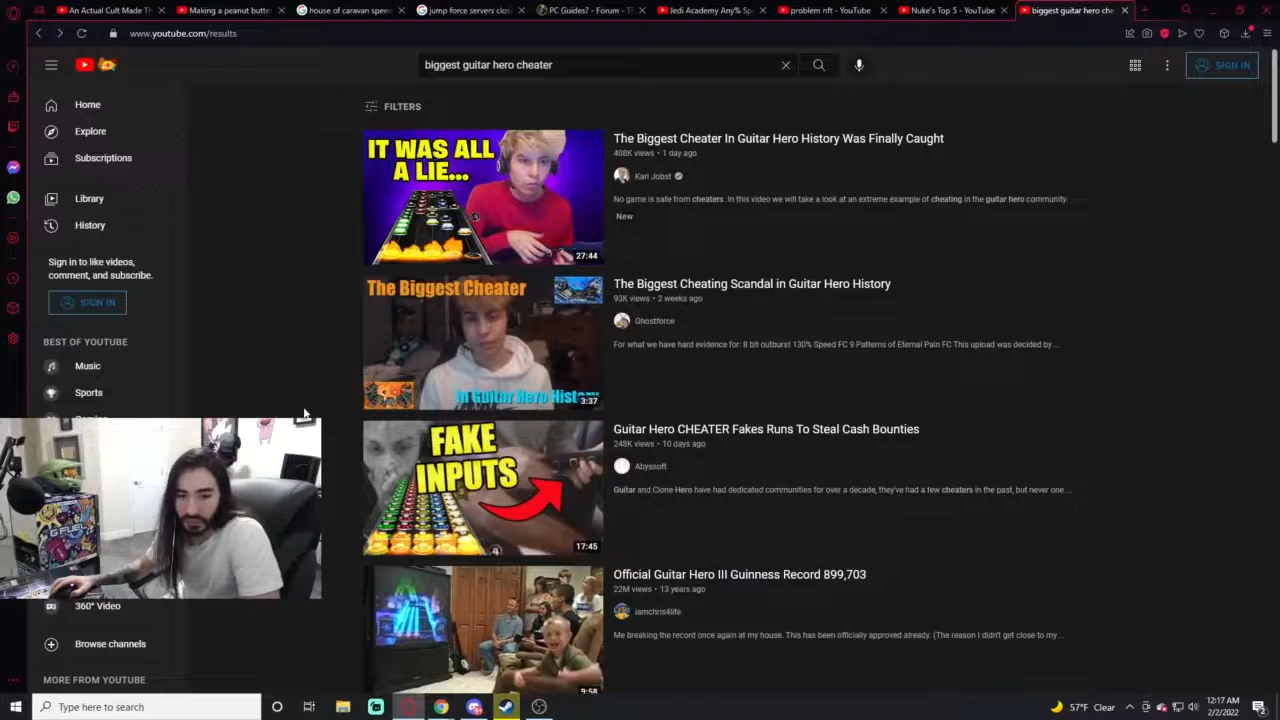 An Actual Cult Made Th
Making a peanut butter
house of caravan speec
jump force servers clos
PC Guides? - Forum - T
Jedi Academy Any% Sp
problem nft - YouTube
Nuke's Top 5 - YouTube
biggest guitar hero che
www.youtube.com/results
biggest guitar hero cheater
SIGN IN
Home
Explore
Subscriptions
Library
History
Sign in to like videos,
comment, and subscribe.
SIGN IN
BEST OF YOUTUBE
Music
Sports
360° Video
Browse channels
MORE FROM YOUTUBE
FILTERS
IT WAS ALL
A LIE...
27:44
The Biggest Cheater In Guitar Hero History Was Finally Caught
408K views • 1 day ago
Karl Jobst
No game is safe from cheaters. In this video we will take a look at an extreme example of cheating in the guitar hero community.
New
The Biggest Cheater
In Guitar Hero History
3:37
The Biggest Cheating Scandal in Guitar Hero History
93K views • 2 weeks ago
Ghostforce
For what we have hard evidence for: 8 bit outburst 130% Speed FC 9 Patterns of Eternal Pain FC This upload was decided by ...
FAKE
INPUTS
17:45
Guitar Hero CHEATER Fakes Runs To Steal Cash Bounties
248K views • 10 days ago
Abyssoft
Guitar and Clone Hero have had dedicated communities for over a decade, they've had a few cheaters in the past, but never one ...
9:58
Official Guitar Hero III Guinness Record 899,703
22M views • 13 years ago
iamchris4life
Me breaking the record once again at my house. This has been officially approved already. (The reason I didn't get close to my ...
Type here to search
57°F Clear
12:17 AM
2/2/2022
2